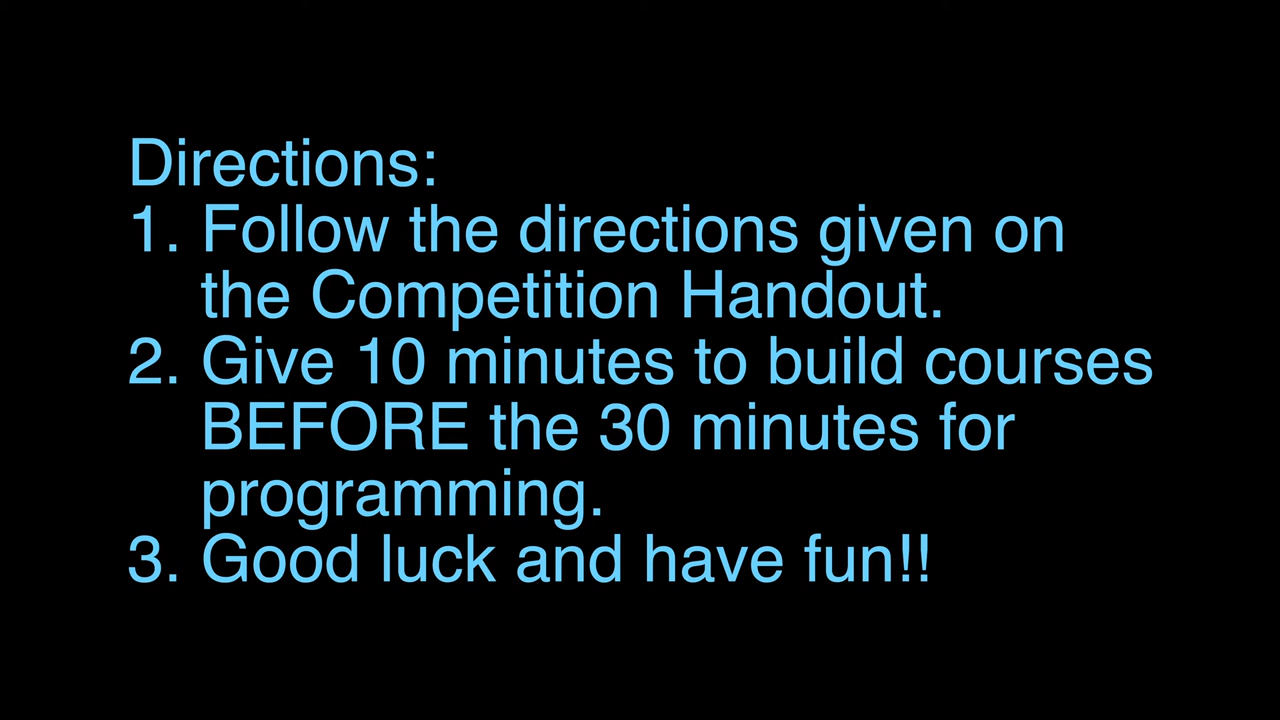 Directions:
1. Follow the directions given on
the Competition Handout.
2. Give 10 minutes to build courses
BEFORE the 30 minutes for
programming.
3. Good luck and have fun!!